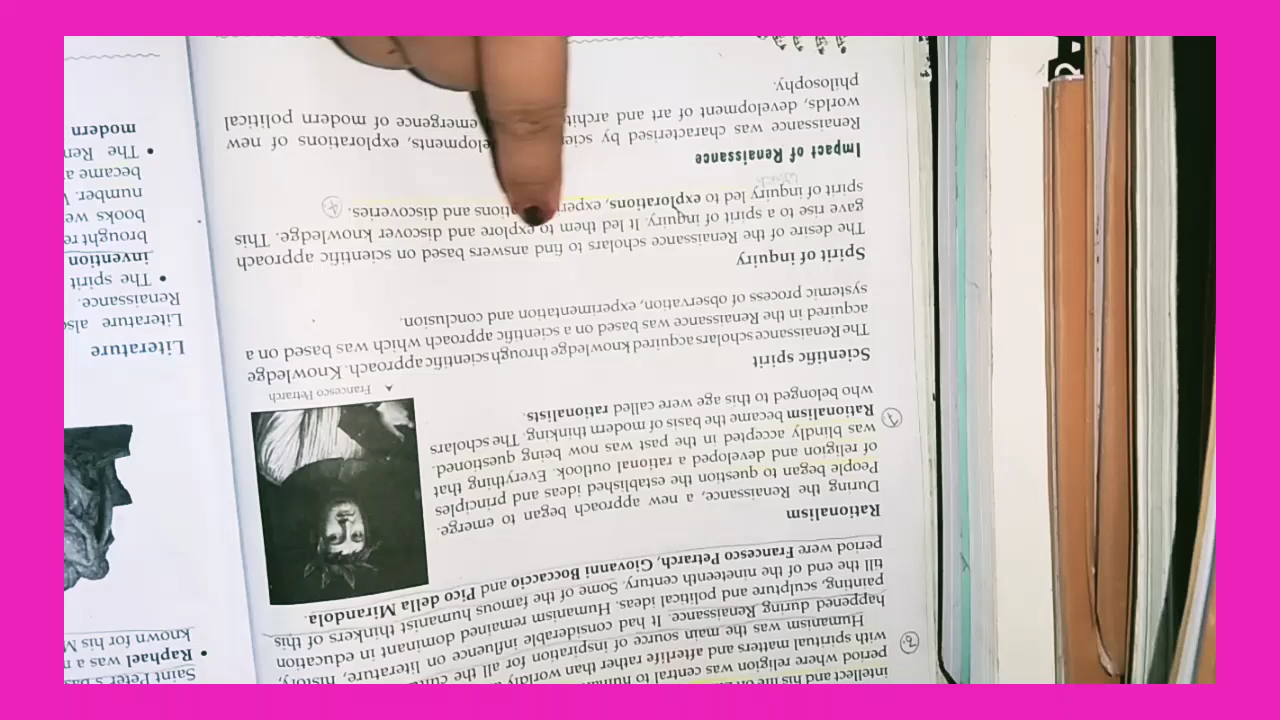 intellect and his life on
period where religion was central to
with spiritual matters and afterlife rather than worldly
Humanism was the main source of inspiration for all the
happened during Renaissance. It had considerable influence on literature, history,
painting, sculpture and political ideas. Humanism remained dominant in education
till the end of the nineteenth century. Some of the famous humanist thinkers of this
period were Francesco Petrarch, Giovanni Boccaccio and Pico della Mirandola.
Rationalism
During the Renaissance, a new approach began to emerge.
People began to question the established ideas and principles
of religion and developed a rational outlook. Everything that
was blindly accepted in the past was now being questioned.
Rationalism became the basis of modern thinking. The scholars
who belonged to this age were called rationalists.
Francesco Petrarch
Scientific spirit
The Renaissance scholars acquired knowledge through scientific approach. Knowledge
acquired in the Renaissance was based on a scientific approach which was based on a
systemic process of observation, experimentation and conclusion.
Spirit of inquiry
The desire of the Renaissance scholars to find answers based on scientific approach
gave rise to a spirit of inquiry. It led them to explore and discover knowledge. This
spirit of inquiry led to explorations, and discoveries.
Impact of Renaissance
Renaissance was characterised by explorations of new
worlds, development of art and emergence of modern political
philosophy.
Saint Peter's
• Raphael was a
known for his
Literature
Literature
Renaissance.
• The spirit
invention
brought
books
number.
became
• The
modern